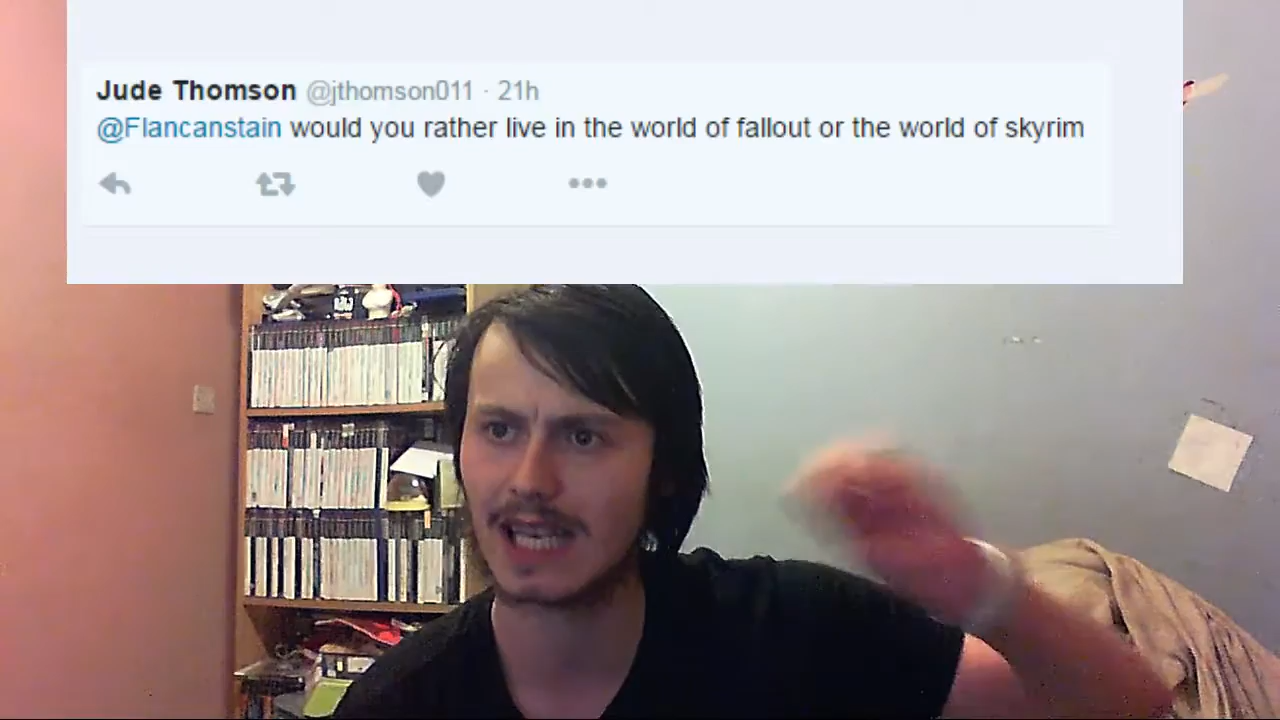 Jude Thomson @jthomson011 · 21h
@Flancanstain would you rather live in the world of fallout or the world of skyrim